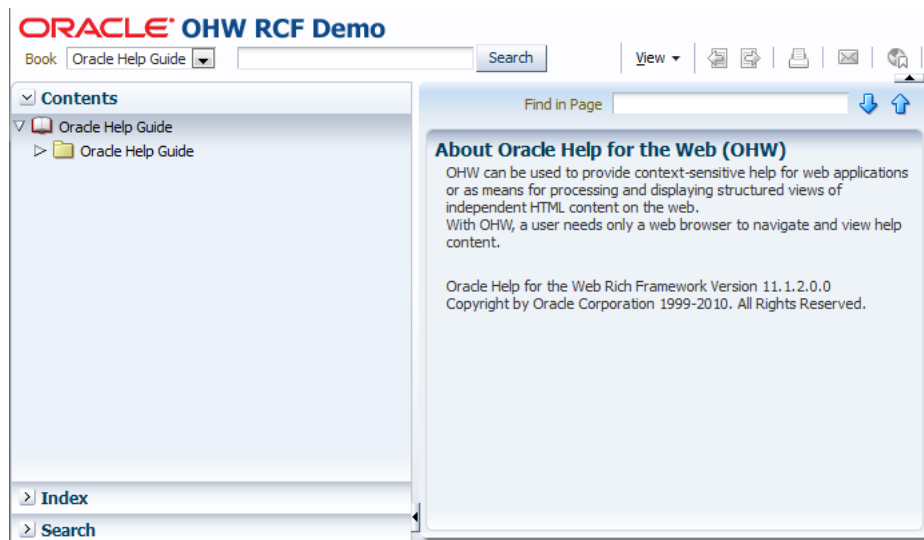 ORACLE OHW RCF Demo
Book Oracle Help Guide Search View
Contents
Oracle Help Guide
Oracle Help Guide
Index
Search
Find in Page
About Oracle Help for the Web (OHW)
OHW can be used to provide context-sensitive help for web applications
or as means for processing and displaying structured views of
independent HTML content on the web.
With OHW, a user needs only a web browser to navigate and view help
content.
Oracle Help for the Web Rich Framework Version 11.1.2.0.0
Copyright by Oracle Corporation 1999-2010. All Rights Reserved.